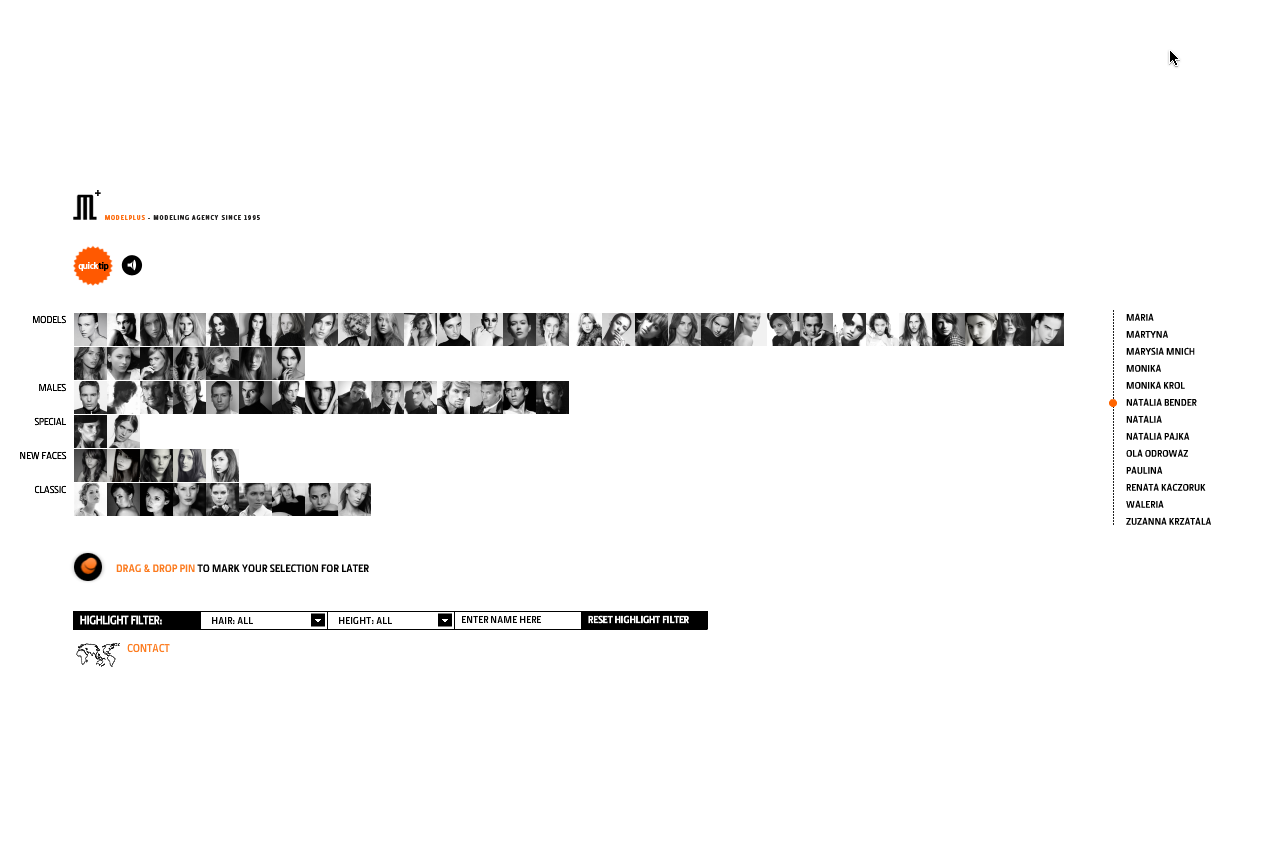 MODELPLUS - MODELING AGENCY SINCE 1995
quicktip
MODELS
MALES
SPECIAL
NEW FACES
CLASSIC
MARIA
MARTYNA
MARYSIA MNICH
MONIKA
MONIKA KROL
NATALIA BENDER
NATALIA
NATALIA PAJKA
OLA ODROWAZ
PAULINA
RENATA KACZORUK
WALERIA
ZUZANNA KRZATALA
DRAG & DROP PIN TO MARK YOUR SELECTION FOR LATER
HIGHLIGHT FILTER: HAIR: ALL HEIGHT: ALL ENTER NAME HERE RESET HIGHLIGHT FILTER
CONTACT